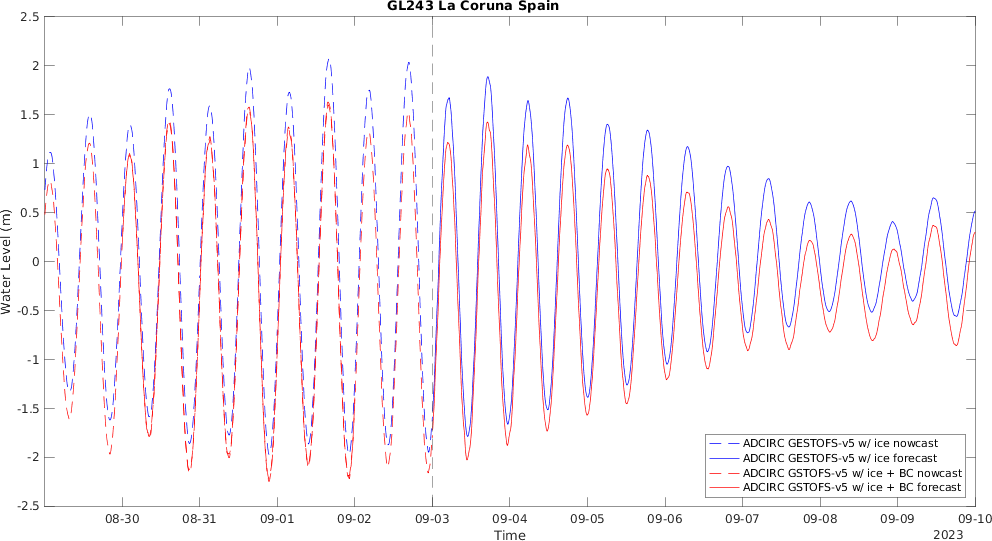 GL243 La Coruna Spain
2.5
2
1.5
1
0.5
0
-0.5
-1
-1.5
-2
-2.5
Water Level (m)
ADCIRC GESTOFS-v5 w/ ice nowcast
ADCIRC GESTOFS-v5 w/ ice forecast
ADCIRC GSTOFS-v5 w/ ice + BC nowcast
ADCIRC GSTOFS-v5 w/ ice + BC forecast
08-30 08-31 09-01 09-02 09-03 09-04 09-05 09-06 09-07 09-08 09-09 09-10
Time
2023